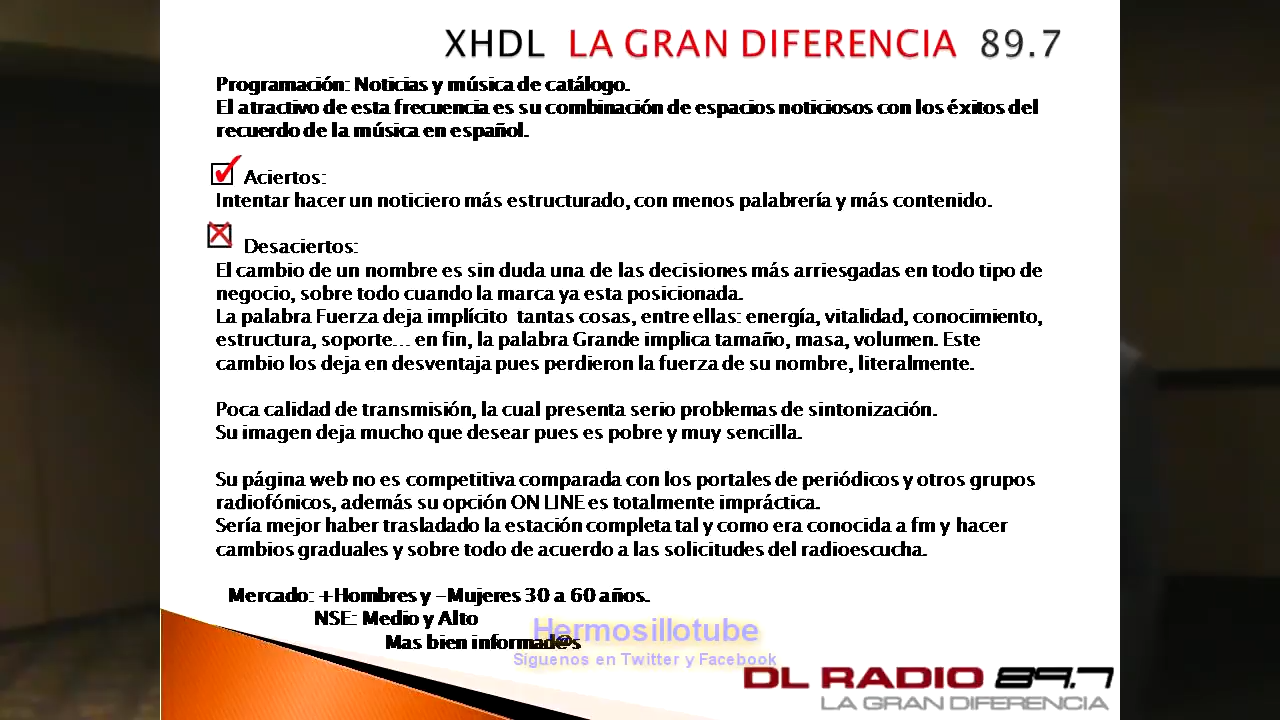 XHDL LA GRAN DIFERENCIA 89.7
Programación: Noticias y música de catálogo.
El atractivo de esta frecuencia es su combinación de espacios noticiosos con los éxitos del
recuerdo de la música en español.
Aciertos:
Intentar hacer un noticiero más estructurado, con menos palabrería y más contenido.
Desaciertos:
El cambio de un nombre es sin duda una de las decisiones más arriesgadas en todo tipo de
negocio, sobre todo cuando la marca ya esta posicionada.
La palabra Fuerza deja implícito tantas cosas, entre ellas: energía, vitalidad, conocimiento,
estructura, soporte... en fin, la palabra Grande implica tamaño, masa, volumen. Este
cambio los deja en desventaja pues perdieron la fuerza de su nombre, literalmente.
Poca calidad de transmisión, la cual presenta serio problemas de sintonización.
Su imagen deja mucho que desear pues es pobre y muy sencilla.
Su página web no es competitiva comparada con los portales de periódicos y otros grupos
radiofónicos, además su opción ON LINE es totalmente impráctica.
Sería mejor haber trasladado la estación completa tal y como era conocida a fm y hacer
cambios graduales y sobre todo de acuerdo a las solicitudes del radioescucha.
Mercado: +Hombres y -Mujeres 30 a 60 años.
NSE: Medio y Alto
Mas bien informad@s
Hermosillotube
Siguenos en Twitter y Facebook
DL RADIO 89.7
LA GRAN DIFERENCIA